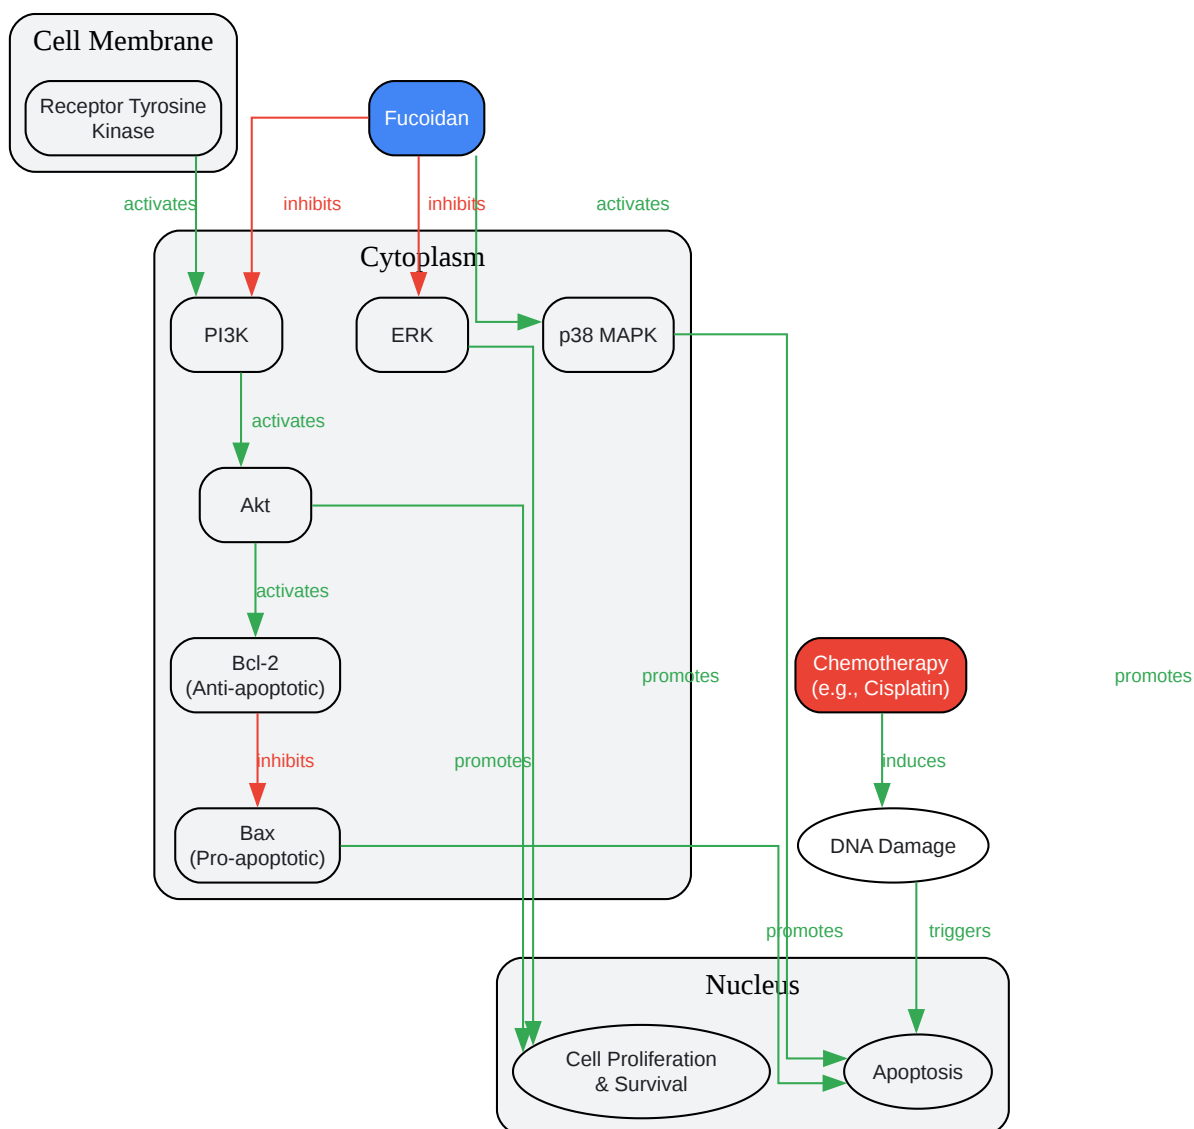 Cell Membrane
Receptor Tyrosine
Kinase
Fucoidan
activates
inhibits
inhibits
activates
Cytoplasm
PI3K
ERK
p38 MAPK
activates
Akt
activates
Bcl-2
(Anti-apoptotic)
promotes
Chemotherapy
(e.g., Cisplatin)
promotes
inhibits
promotes
induces
Bax
(Pro-apoptotic)
DNA Damage
promotes
triggers
Nucleus
Cell Proliferation
& Survival
Apoptosis